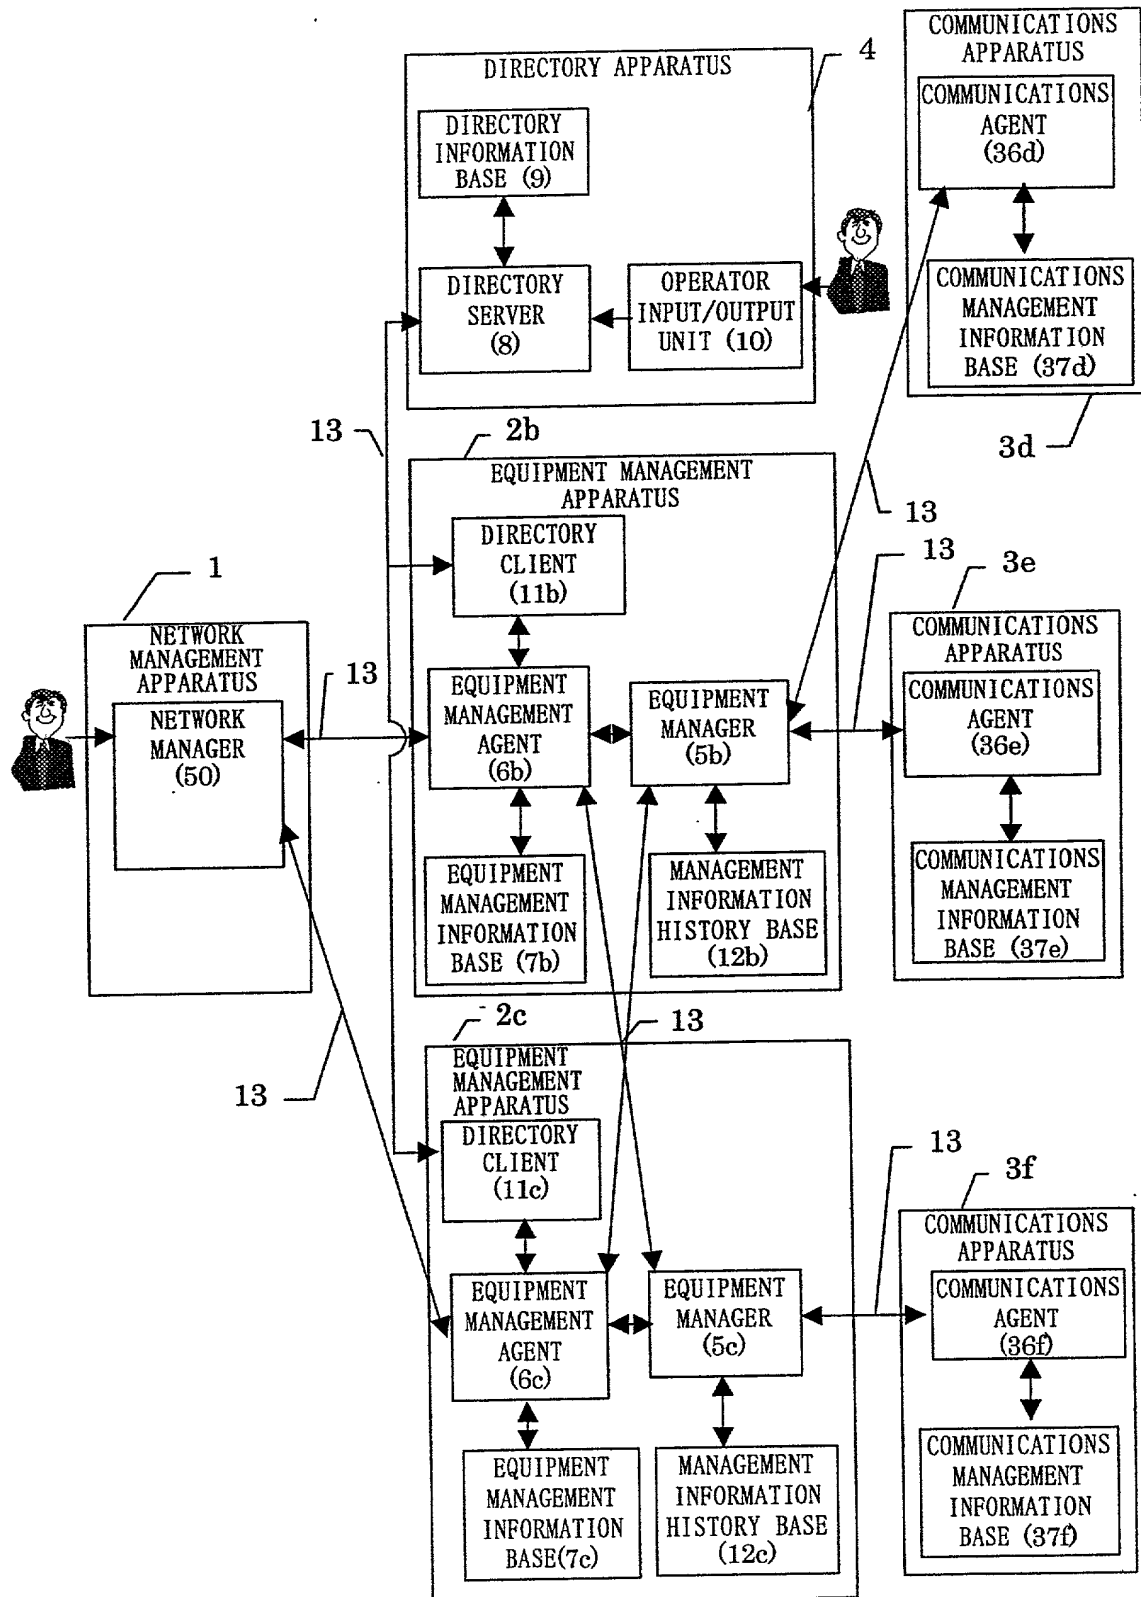 DIRECTORY APPARATUS
4
DIRECTORY
INFORMATION
BASE (9)
DIRECTORY
SERVER
(8)
OPERATOR
INPUT/OUTPUT
UNIT (10)
COMMUNICATIONS
APPARATUS
COMMUNICATIONS
AGENT
(36d)
COMMUNICATIONS
MANAGEMENT
INFORMATION
BASE (37d)
3d
13
13
2b
EQUIPMENT MANAGEMENT
APPARATUS
DIRECTORY
CLIENT
(11b)
EQUIPMENT
MANAGEMENT
AGENT
(6b)
EQUIPMENT
MANAGER
(5b)
EQUIPMENT
MANAGEMENT
INFORMATION
BASE (7b)
MANAGEMENT
INFORMATION
HISTORY BASE
(12b)
1
NETWORK
MANAGEMENT
APPARATUS
NETWORK
MANAGER
(50)
13
13
3e
COMMUNICATIONS
APPARATUS
COMMUNICATIONS
AGENT
(36e)
COMMUNICATIONS
MANAGEMENT
INFORMATION
BASE (37e)
13
13
2c
EQUIPMENT
MANAGEMENT
APPARATUS
DIRECTORY
CLIENT
(11c)
EQUIPMENT
MANAGEMENT
AGENT
(6c)
EQUIPMENT
MANAGER
(5c)
EQUIPMENT
MANAGEMENT
INFORMATION
BASE(7c)
MANAGEMENT
INFORMATION
HISTORY BASE
(12c)
13
3f
COMMUNICATIONS
APPARATUS
COMMUNICATIONS
AGENT
(36f)
COMMUNICATIONS
MANAGEMENT
INFORMATION
BASE (37f)